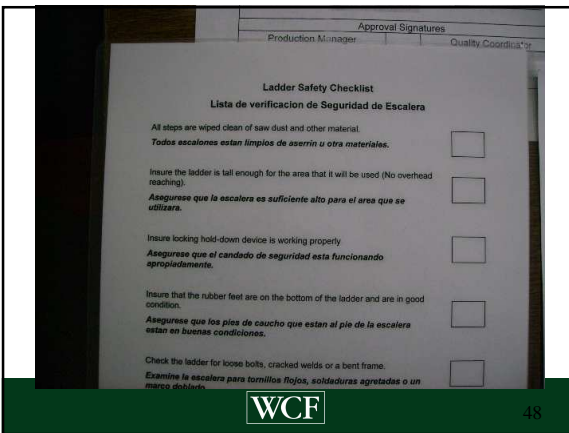 Approval Signatures
Production Manager
Quality Coordinator
Ladder Safety Checklist
Lista de verificacion de Seguridad de Escalera
All steps are wiped clean of saw dust and other material.
Todos escalones estan limpios de aserrin u otra materiales.
Insure the ladder is tall enough for the area that it will be used (No overhead
reaching).
Asegurese que la escalera es suficiente alto para el area que se
utilizara.
Insure locking hold-down device is working properly
Asegurese que el candado de seguridad esta funcionando
apropiadamente.
Insure that the rubber feet are on the bottom of the ladder and are in good
condition.
Asegurese que los pies de caucho que estan al pie de la escalera
estan en buenas condiciones.
Check the ladder for loose bolts, cracked welds or a bent frame.
Examine la escalera para tornillos flojos, soldaduras agretadas o un
marco doblado.
WCF
48